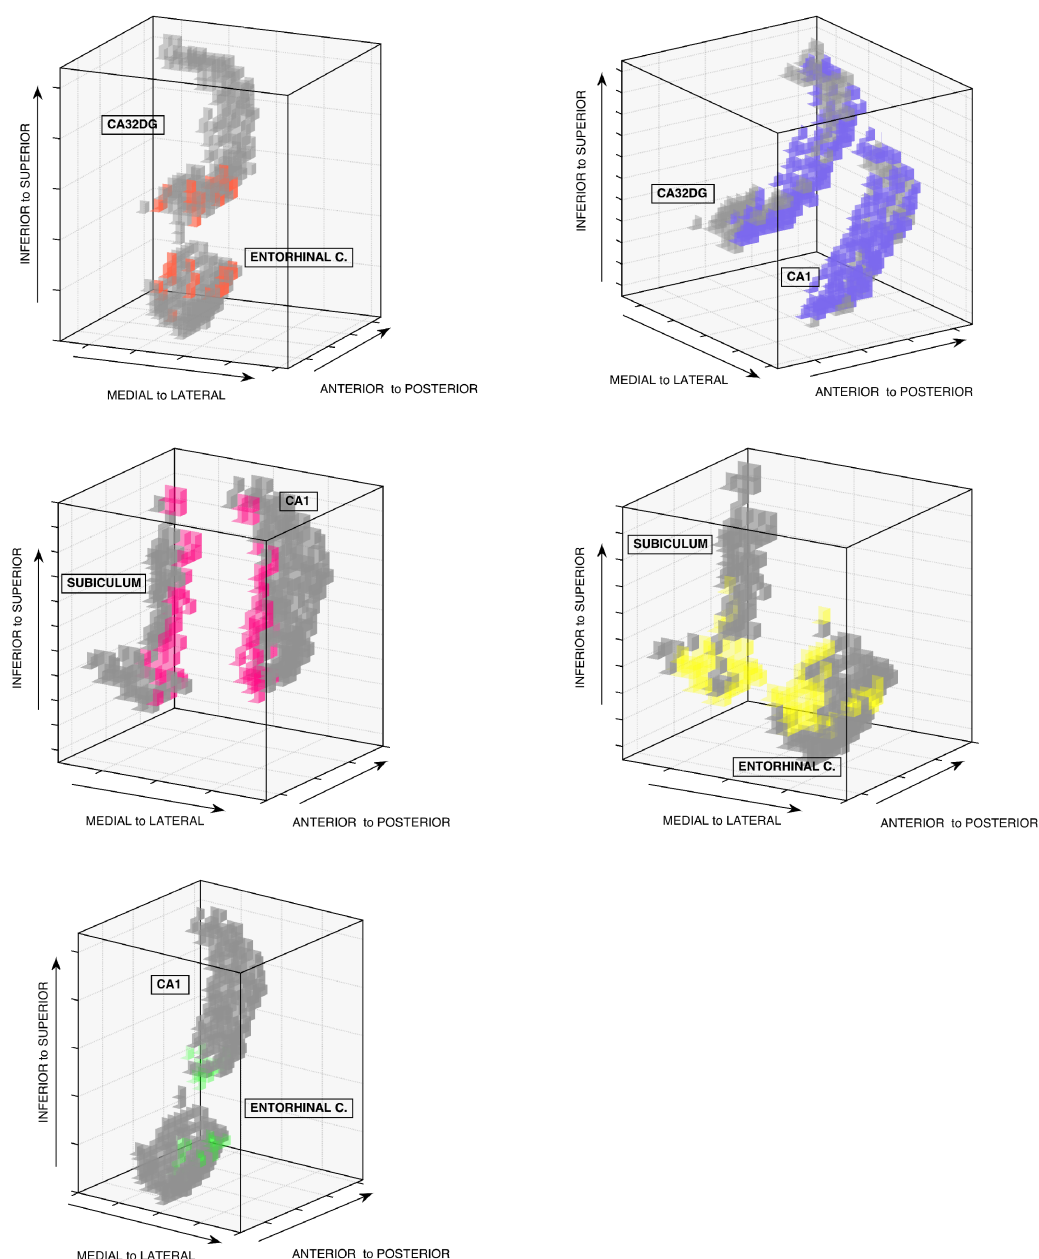 INFERIOR to SUPERIOR
CA32DG
ENTORHINAL C.
MEDIAL to LATERAL
ANTERIOR to POSTERIOR
INFERIOR to SUPERIOR
CA32DG
CA1
MEDIAL to LATERAL
ANTERIOR to POSTERIOR
INFERIOR to SUPERIOR
CA1
SUBICULUM
MEDIAL to LATERAL
ANTERIOR to POSTERIOR
INFERIOR to SUPERIOR
SUBICULUM
ENTORHINAL C.
MEDIAL to LATERAL
ANTERIOR to POSTERIOR
INFERIOR to SUPERIOR
CA1
ENTORHINAL C.
MEDIAL to LATERAL
ANTERIOR to POSTERIOR